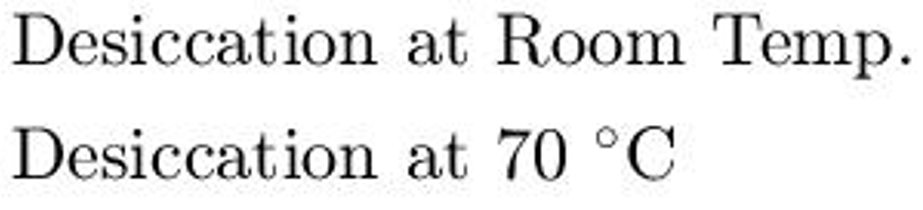 Desiccation at Room Temp.
Desiccation at 70 °C